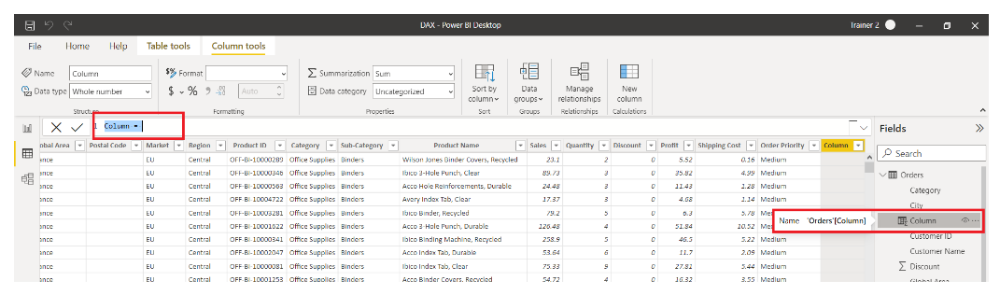 DAX - Power BI Desktop
Trainer 2
File Home Help Table tools Column tools
Name Column
$% Format
Summarization Sum
Data type Whole number
$ % Auto
Data category Uncategorized
Sort by column
Data groups
Manage relationships
New column
Structure Formatting Properties Sort Groups Relationships Calculations
1 Column =
obal Area Postal Code Market Region Product ID Category Sub-Category Product Name Sales Quantity Discount Profit Shipping Cost Order Priority Column
ance EU Central OFF-BI-10000289 Office Supplies Binders Wilson Jones Binder Covers, Recycled 23.1 2 0 5.52 0.16 Medium
ance EU Central OFF-BI-10000346 Office Supplies Binders Ibico 3-Hole Punch, Clear 89.73 3 0 35.82 4.99 Medium
ance EU Central OFF-BI-10000563 Office Supplies Binders Acco Hole Reinforcements, Durable 24.48 3 0 11.43 1.28 Medium
ance EU Central OFF-BI-10004722 Office Supplies Binders Avery Index Tab, Clear 17.37 3 0 4.68 1.14 Medium
ance EU Central OFF-BI-10003281 Office Supplies Binders Ibico Binder, Recycled 79.2 5 0 6.3 5.78 Me
ance EU Central OFF-BI-10001622 Office Supplies Binders Acco 3-Hole Punch, Durable 126.48 4 0 51.84 10.52 Me
ance EU Central OFF-BI-10000341 Office Supplies Binders Ibico Binding Machine, Recycled 258.9 5 0 46.5 5.22 Medium
ance EU Central OFF-BI-10002047 Office Supplies Binders Acco Index Tab, Durable 53.64 6 0 11.7 2.09 Medium
ance EU Central OFF-BI-10000081 Office Supplies Binders Ibico Index Tab, Clear 75.33 9 0 27.81 5.44 Medium
ance EU Central OFF-BI-10001253 Office Supplies Binders Acco Binder Covers, Recycled 54.72 4 0 16.32 3.55 Medium
Name 'Orders'[Column]
Fields
Search
Orders
Category
City
Column
Customer ID
Customer Name
Discount
Global Area